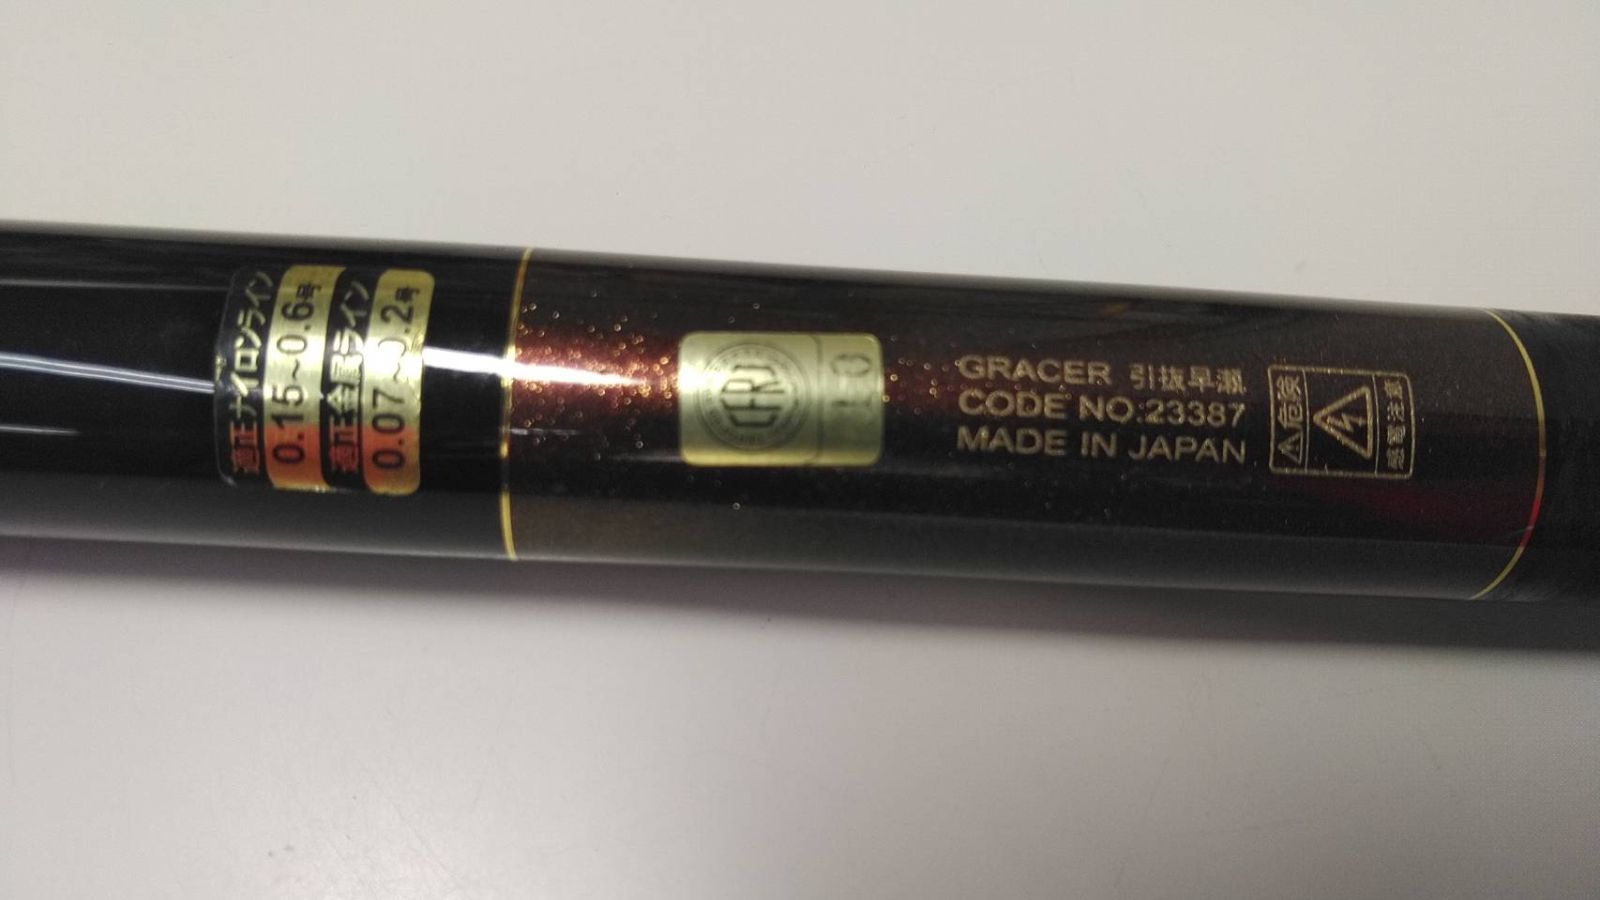 適正ナイロンライン
0.15~0.6号
適正金属ライン
0.07~0.2号
GRACER 引抜早瀬
CODE NO:23387
MADE IN JAPAN
危険
感電注意